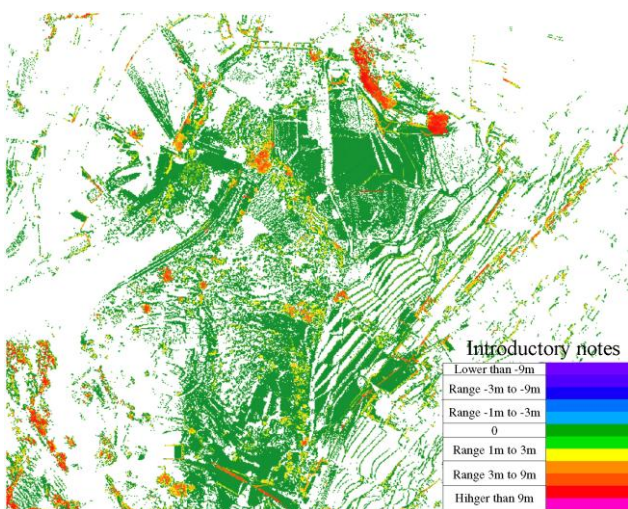 Introductory notes
Lower than -9m
Range -3m to -9m
Range -1m to -3m
0
Range 1m to 3m
Range 3m to 9m
Hihger than 9m